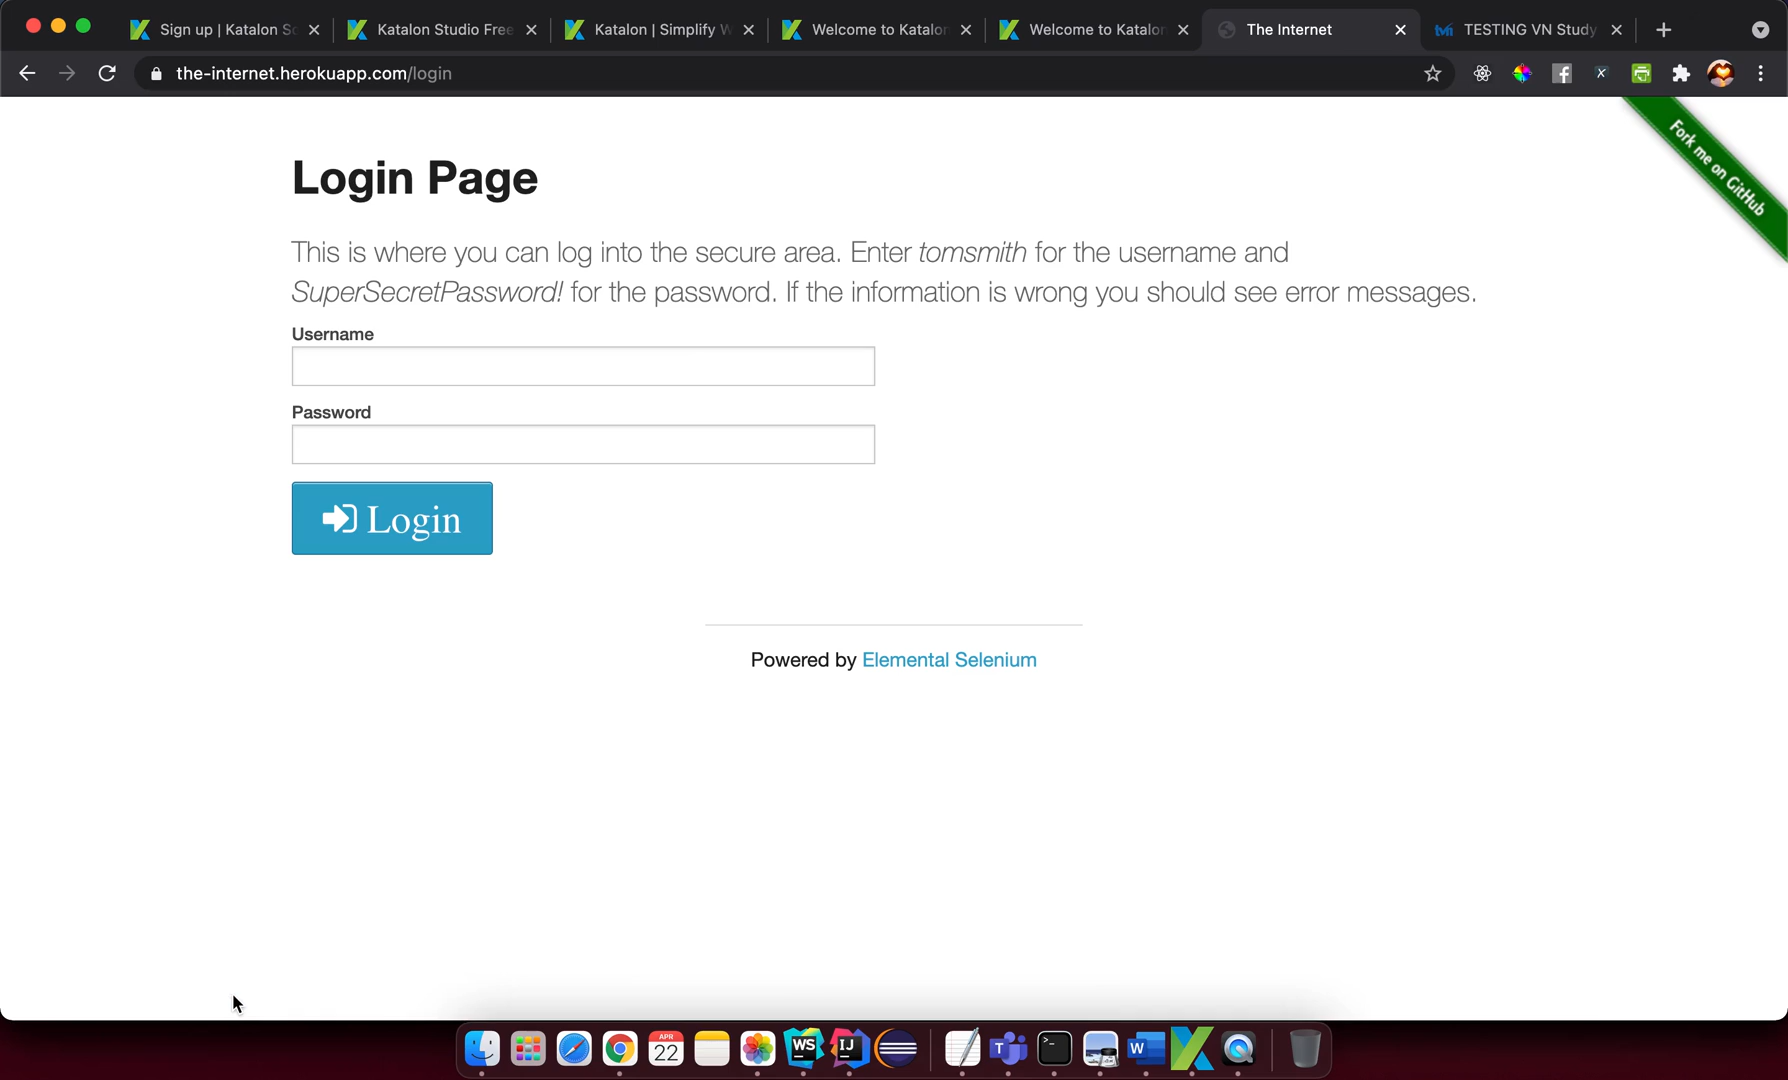 Sign up | Katalon
Katalon Studio Free
Katalon | Simplify
Welcome to Katalon
Welcome to Katalon
The Internet
TESTING VN Study
the-internet.herokuapp.com/login
Fork me on GitHub
Login Page
This is where you can log into the secure area. Enter tomsmith for the username and
SuperSecretPassword! for the password. If the information is wrong you should see error messages.
Username
Password
Login
Powered by Elemental Selenium
APR
22
WS
IJ
W